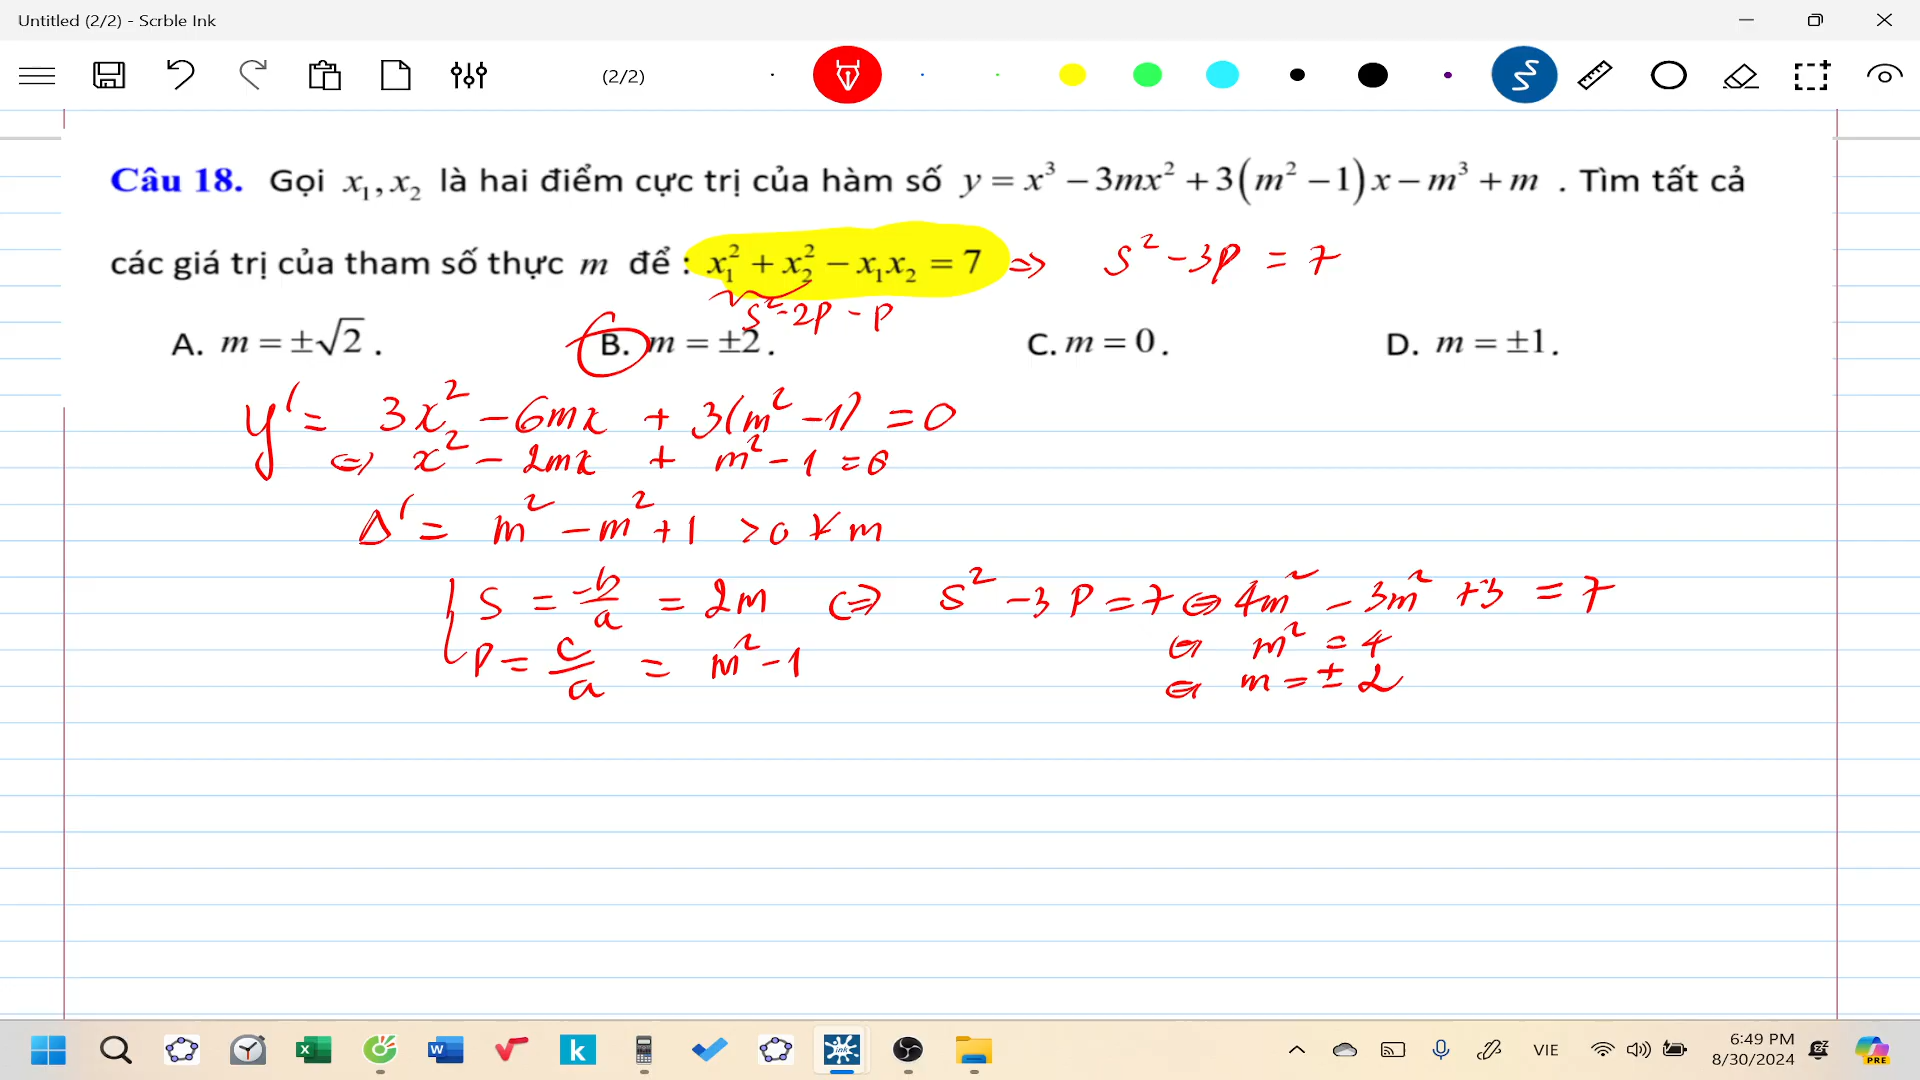 Untitled (2/2) - Scrble Ink
(2/2)
Câu 18. Gọi x₁, x₂ là hai điểm cực trị của hàm số y = x³ − 3mx² + 3(m² − 1)x − m³ + m . Tìm tất cả
các giá trị của tham số thực m để : x₁² + x₂² − x₁x₂ = 7 ⇒ S² − 3P = 7
S² − 2P − P
A. m = ±√2 . B. m = ±2 . C. m = 0 . D. m = ±1 .
y' = 3x² − 6mx + 3(m² − 1) = 0
⇔ x² − 2mx + m² − 1 = 0
Δ' = m² − m² + 1 > 0 ∀m
S = −b/a = 2m ⇔ S² − 3P = 7 ⇔ 4m² − 3m² + 3 = 7
P = c/a = m² − 1 ⇔ m² = 4
⇔ m = ± 2
VIE
6:49 PM
8/30/2024
PRE